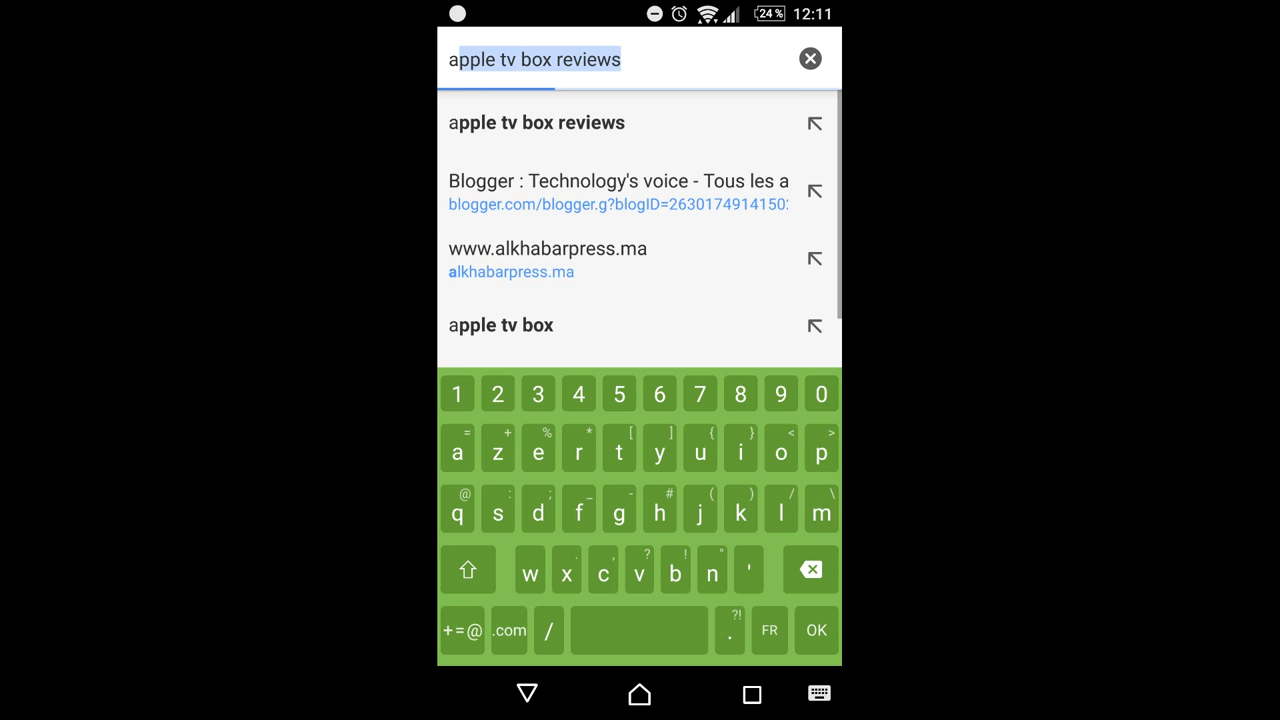 24 % 12:11
apple tv box reviews
apple tv box reviews
Blogger : Technology's voice - Tous les a
blogger.com/blogger.g?blogID=2630174914150
www.alkhabarpress.ma
alkhabarpress.ma
apple tv box
1 2 3 4 5 6 7 8 9 0
= + % * [ ] { } < >
a z e r t y u i o p
@ : ; _ - # ( ) / \
q s d f g h j k l m
. , ? ! "
w x c v b n '
?!
+=@ .com / . FR OK